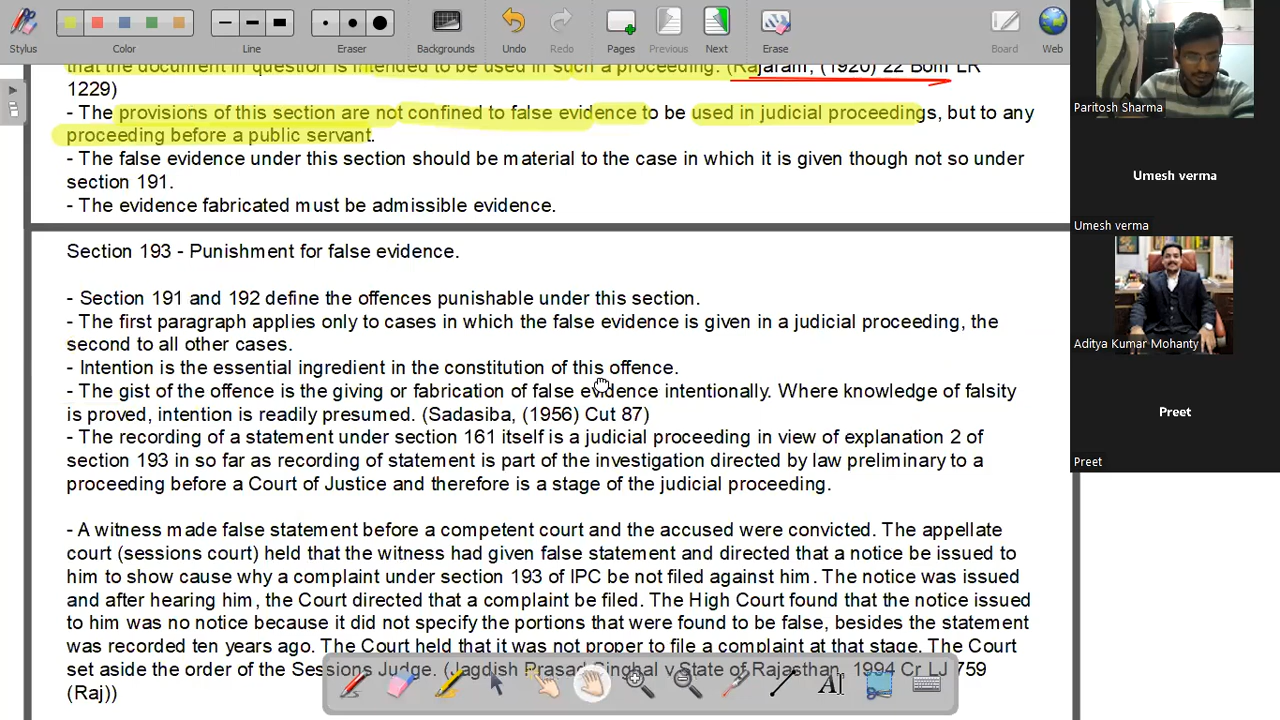 Stylus
Color
Line
Eraser
Backgrounds
Undo
Redo
Pages
Previous
Next
Erase
Board
Web
that the document in question is intended to be used in such a proceeding. (Rajaram, (1920) 22 Bom LR
1229)
- The provisions of this section are not confined to false evidence to be used in judicial proceedings, but to any
proceeding before a public servant.
- The false evidence under this section should be material to the case in which it is given though not so under
section 191.
- The evidence fabricated must be admissible evidence.
Section 193 - Punishment for false evidence.
- Section 191 and 192 define the offences punishable under this section.
- The first paragraph applies only to cases in which the false evidence is given in a judicial proceeding, the
second to all other cases.
- Intention is the essential ingredient in the constitution of this offence.
- The gist of the offence is the giving or fabrication of false evidence intentionally. Where knowledge of falsity
is proved, intention is readily presumed. (Sadasiba, (1956) Cut 87)
- The recording of a statement under section 161 itself is a judicial proceeding in view of explanation 2 of
section 193 in so far as recording of statement is part of the investigation directed by law preliminary to a
proceeding before a Court of Justice and therefore is a stage of the judicial proceeding.
- A witness made false statement before a competent court and the accused were convicted. The appellate
court (sessions court) held that the witness had given false statement and directed that a notice be issued to
him to show cause why a complaint under section 193 of IPC be not filed against him. The notice was issued
and after hearing him, the Court directed that a complaint be filed. The High Court found that the notice issued
to him was no notice because it did not specify the portions that were found to be false, besides the statement
was recorded ten years ago. The Court held that it was not proper to file a complaint at that stage. The Court
set aside the order of the Sessions Judge. (Jagdish Prasad Singhal v State of Rajasthan, 1994 Cr LJ 759
(Raj))
Paritosh Sharma
Umesh verma
Umesh verma
Aditya Kumar Mohanty
Preet
Preet